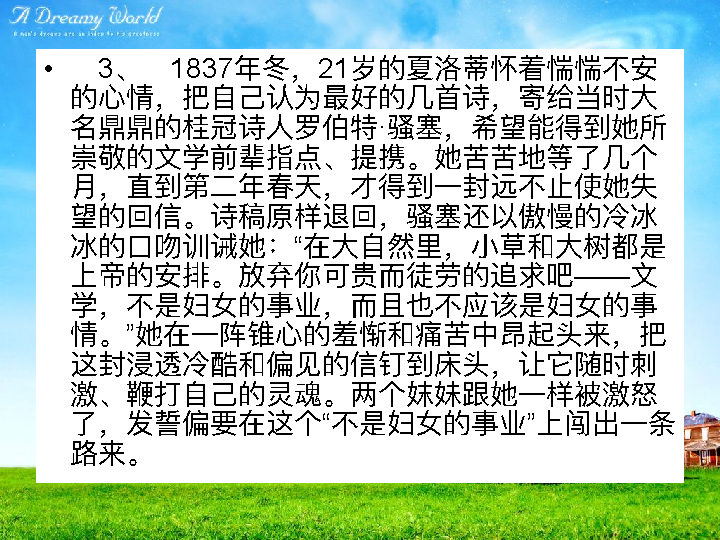 A Dreamy World
A man's dreams are an index to his greatness
• 3、 1837年冬，21岁的夏洛蒂怀着惴惴不安
的心情，把自己认为最好的几首诗，寄给当时大
名鼎鼎的桂冠诗人罗伯特·骚塞，希望能得到她所
崇敬的文学前辈指点、提携。她苦苦地等了几个
月，直到第二年春天，才得到一封远不止使她失
望的回信。诗稿原样退回，骚塞还以傲慢的冷冰
冰的口吻训诫她：“在大自然里，小草和大树都是
上帝的安排。放弃你可贵而徒劳的追求吧——文
学，不是妇女的事业，而且也不应该是妇女的事
情。”她在一阵锥心的羞惭和痛苦中昂起头来，把
这封浸透冷酷和偏见的信钉到床头，让它随时刺
激、鞭打自己的灵魂。两个妹妹跟她一样被激怒
了，发誓偏要在这个“不是妇女的事业”上闯出一条
路来。